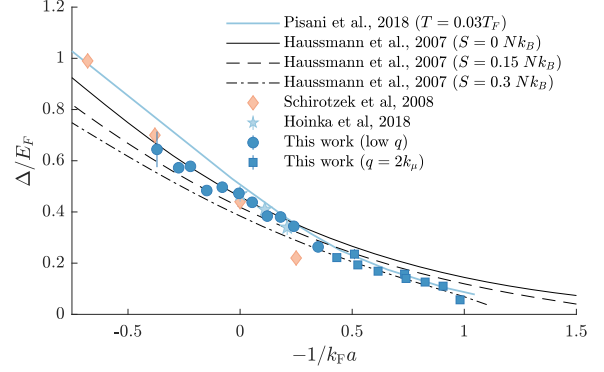 Pisani et al., 2018 (T = 0.03T_F)
Haussmann et al., 2007 (S = 0 Nk_B)
Haussmann et al., 2007 (S = 0.15 Nk_B)
Haussmann et al., 2007 (S = 0.3 Nk_B)
Schirotzek et al, 2008
Hoinka et al, 2018
This work (low q)
This work (q = 2k_μ)
Δ/E_F
1.2
1
0.8
0.6
0.4
0.2
0
-0.5
0
0.5
1
1.5
−1/k_F a